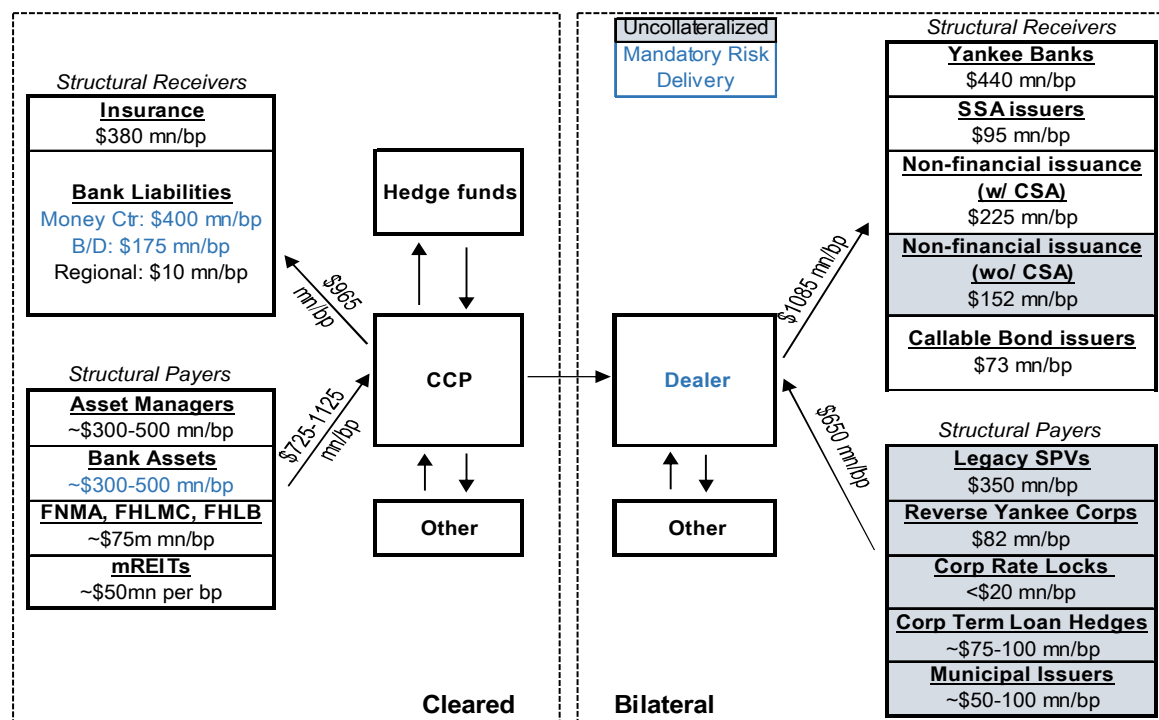 Structural Receivers
Insurance
$380 mn/bp
Bank Liabilities
Money Ctr: $400 mn/bp
B/D: $175 mn/bp
Regional: $10 mn/bp
$965
mn/bp
Structural Payers
Asset Managers
~$300-500 mn/bp
Bank Assets
~$300-500 mn/bp
FNMA, FHLMC, FHLB
~$75m mn/bp
mREITs
~$50mn per bp
$725-1125
mn/bp
Hedge funds
CCP
Other
Cleared
Uncollateralized
Mandatory Risk
Delivery
Dealer
Other
Bilateral
$1085 mn/bp
$650 mn/bp
Structural Receivers
Yankee Banks
$440 mn/bp
SSA issuers
$95 mn/bp
Non-financial issuance
(w/ CSA)
$225 mn/bp
Non-financial issuance
(wo/ CSA)
$152 mn/bp
Callable Bond issuers
$73 mn/bp
Structural Payers
Legacy SPVs
$350 mn/bp
Reverse Yankee Corps
$82 mn/bp
Corp Rate Locks
<$20 mn/bp
Corp Term Loan Hedges
~$75-100 mn/bp
Municipal Issuers
~$50-100 mn/bp